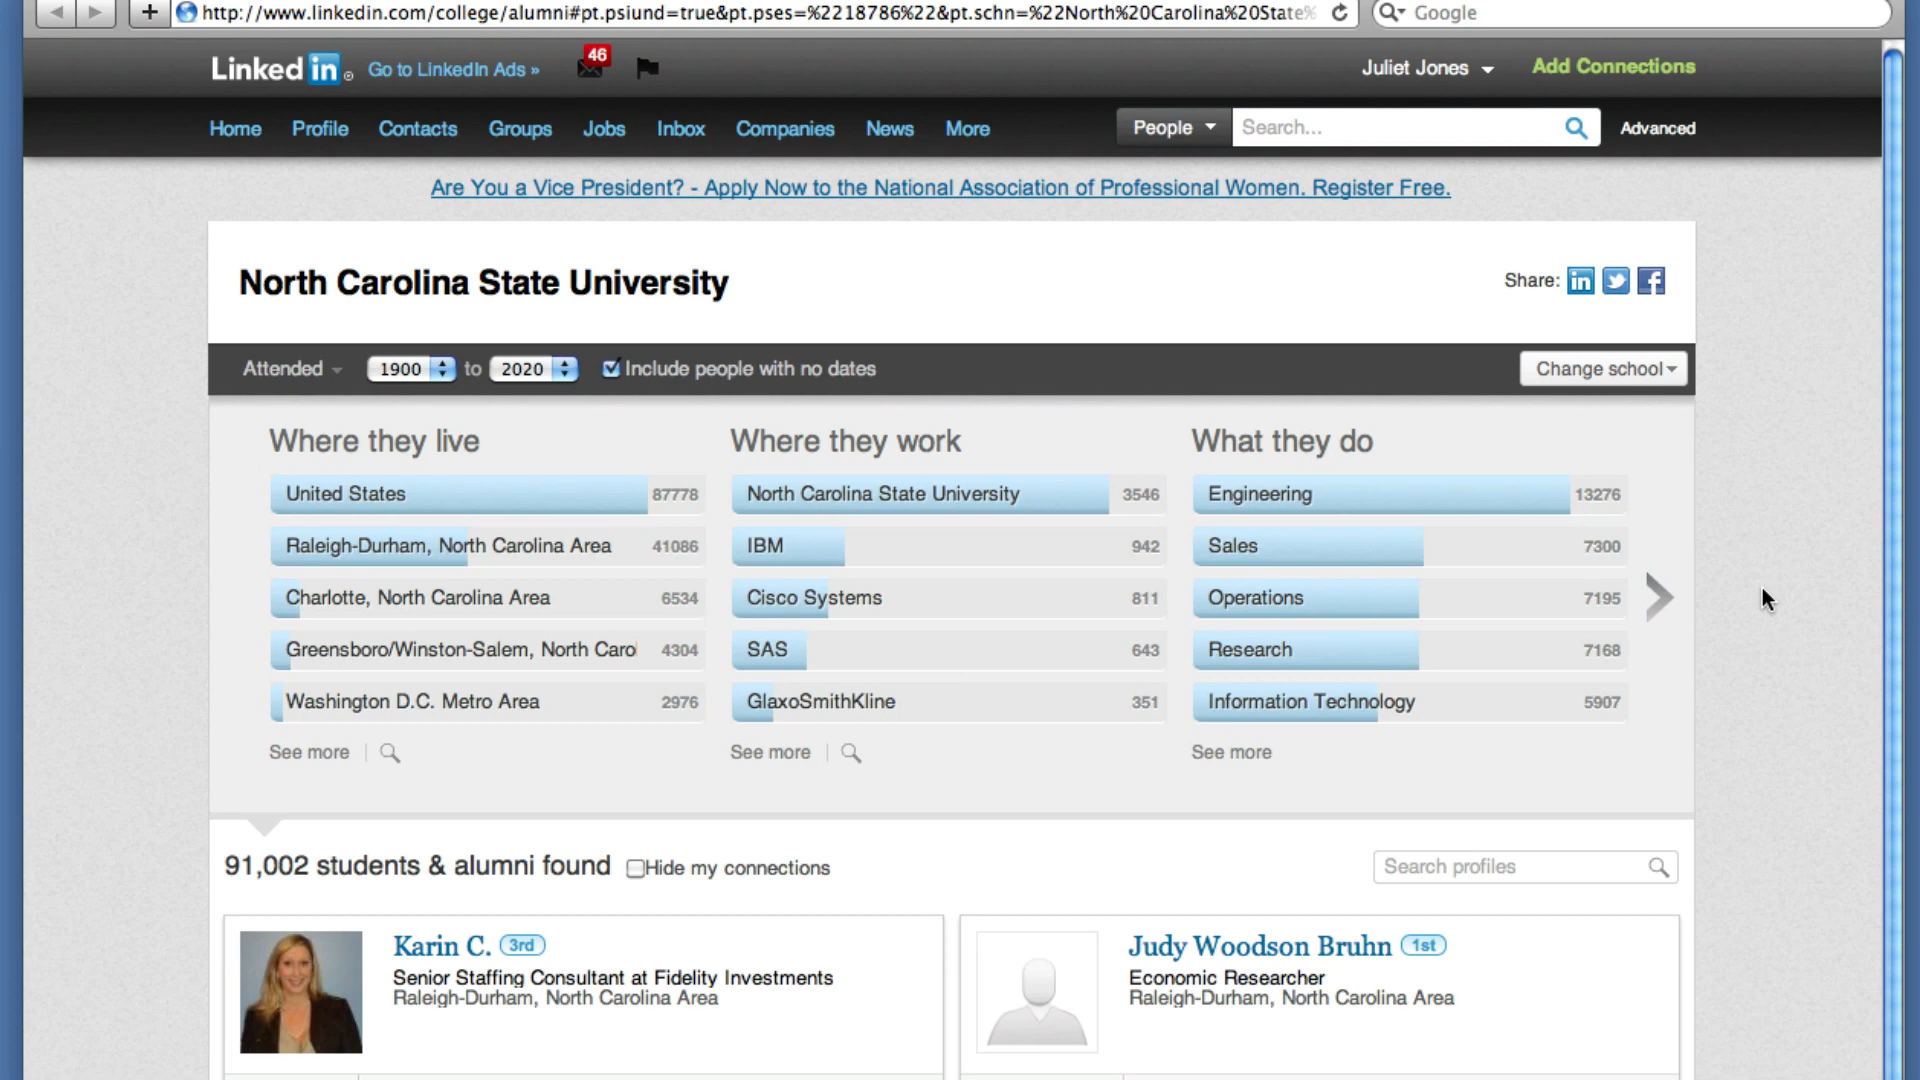 http://www.linkedin.com/college/alumni#pt.psiund=true&pt.pses=%2218786%22&pt.schn=%22North%20Carolina%20State%
Google
Linked in
Go to LinkedIn Ads »
46
Juliet Jones
Add Connections
Home Profile Contacts Groups Jobs Inbox Companies News More
People
Search...
Advanced
Are You a Vice President? - Apply Now to the National Association of Professional Women. Register Free.
North Carolina State University
Share:
Attended 1900 to 2020 Include people with no dates
Change school
Where they live
United States 87778
Raleigh-Durham, North Carolina Area 41086
Charlotte, North Carolina Area 6534
Greensboro/Winston-Salem, North Caro 4304
Washington D.C. Metro Area 2976
See more
Where they work
North Carolina State University 3546
IBM 942
Cisco Systems 811
SAS 643
GlaxoSmithKline 351
See more
What they do
Engineering 13276
Sales 7300
Operations 7195
Research 7168
Information Technology 5907
See more
91,002 students & alumni found
Hide my connections
Search profiles
Karin C. 3rd
Senior Staffing Consultant at Fidelity Investments
Raleigh-Durham, North Carolina Area
Judy Woodson Bruhn 1st
Economic Researcher
Raleigh-Durham, North Carolina Area